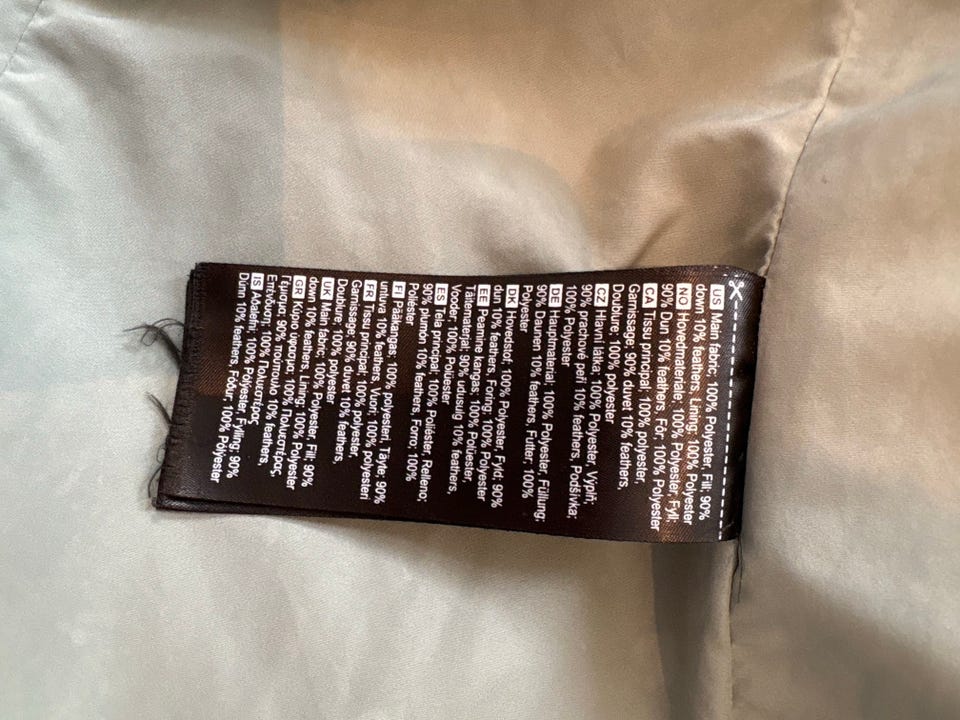 US Main fabric; 100% Polyester, Fill; 90%
down 10% feathers, Lining: 100% Polyester
NO Hovedmateriale; 100% Polyester, Fyll;
90% Dun 10% feathers, Fór; 100% Polyester
CA Tissu principal; 100% polyester,
Garnissage; 90% duvet 10% feathers,
Doublure; 100% polyester
CZ Hlavní látka; 100% Polyester, Výplň;
90% prachové peří 10% feathers, Podšívka;
100% Polyester
DE Hauptmaterial; 100% Polyester, Füllung;
90% Daunen 10% feathers, Futter; 100%
Polyester
DK Hovedstof; 100% Polyester, Fyld; 90%
dun 10% feathers, Foring; 100% Polyester
EE Peamine kangas; 100% Polüester,
Täitematerjal; 90% udusulg 10% feathers,
Vooder; 100% Polüester
ES Tela principal; 100% Poliéster, Relleno;
90% plumón 10% feathers, Forro; 100%
Poliéster
FI Pääkangas; 100% polyesteri, Täyte; 90%
untuva 10% feathers, Vuori; 100% polyesteri
FR Tissu principal; 100% polyester,
Garnissage; 90% duvet 10% feathers,
Doublure; 100% polyester
UK Main fabric; 100% Polyester, Fill; 90%
down 10% feathers, Lining: 100% Polyester
GR Κύριο ύφασμα; 100% Πολυεστέρας,
Γέμισμα; 90% πούπουλο 10% feathers,
Επένδυση; 100% Πολυεστέρας
IS Aðalefni; 100% Polyester, Fylling; 90%
Dúnn 10% feathers, Fóður; 100% Polyester